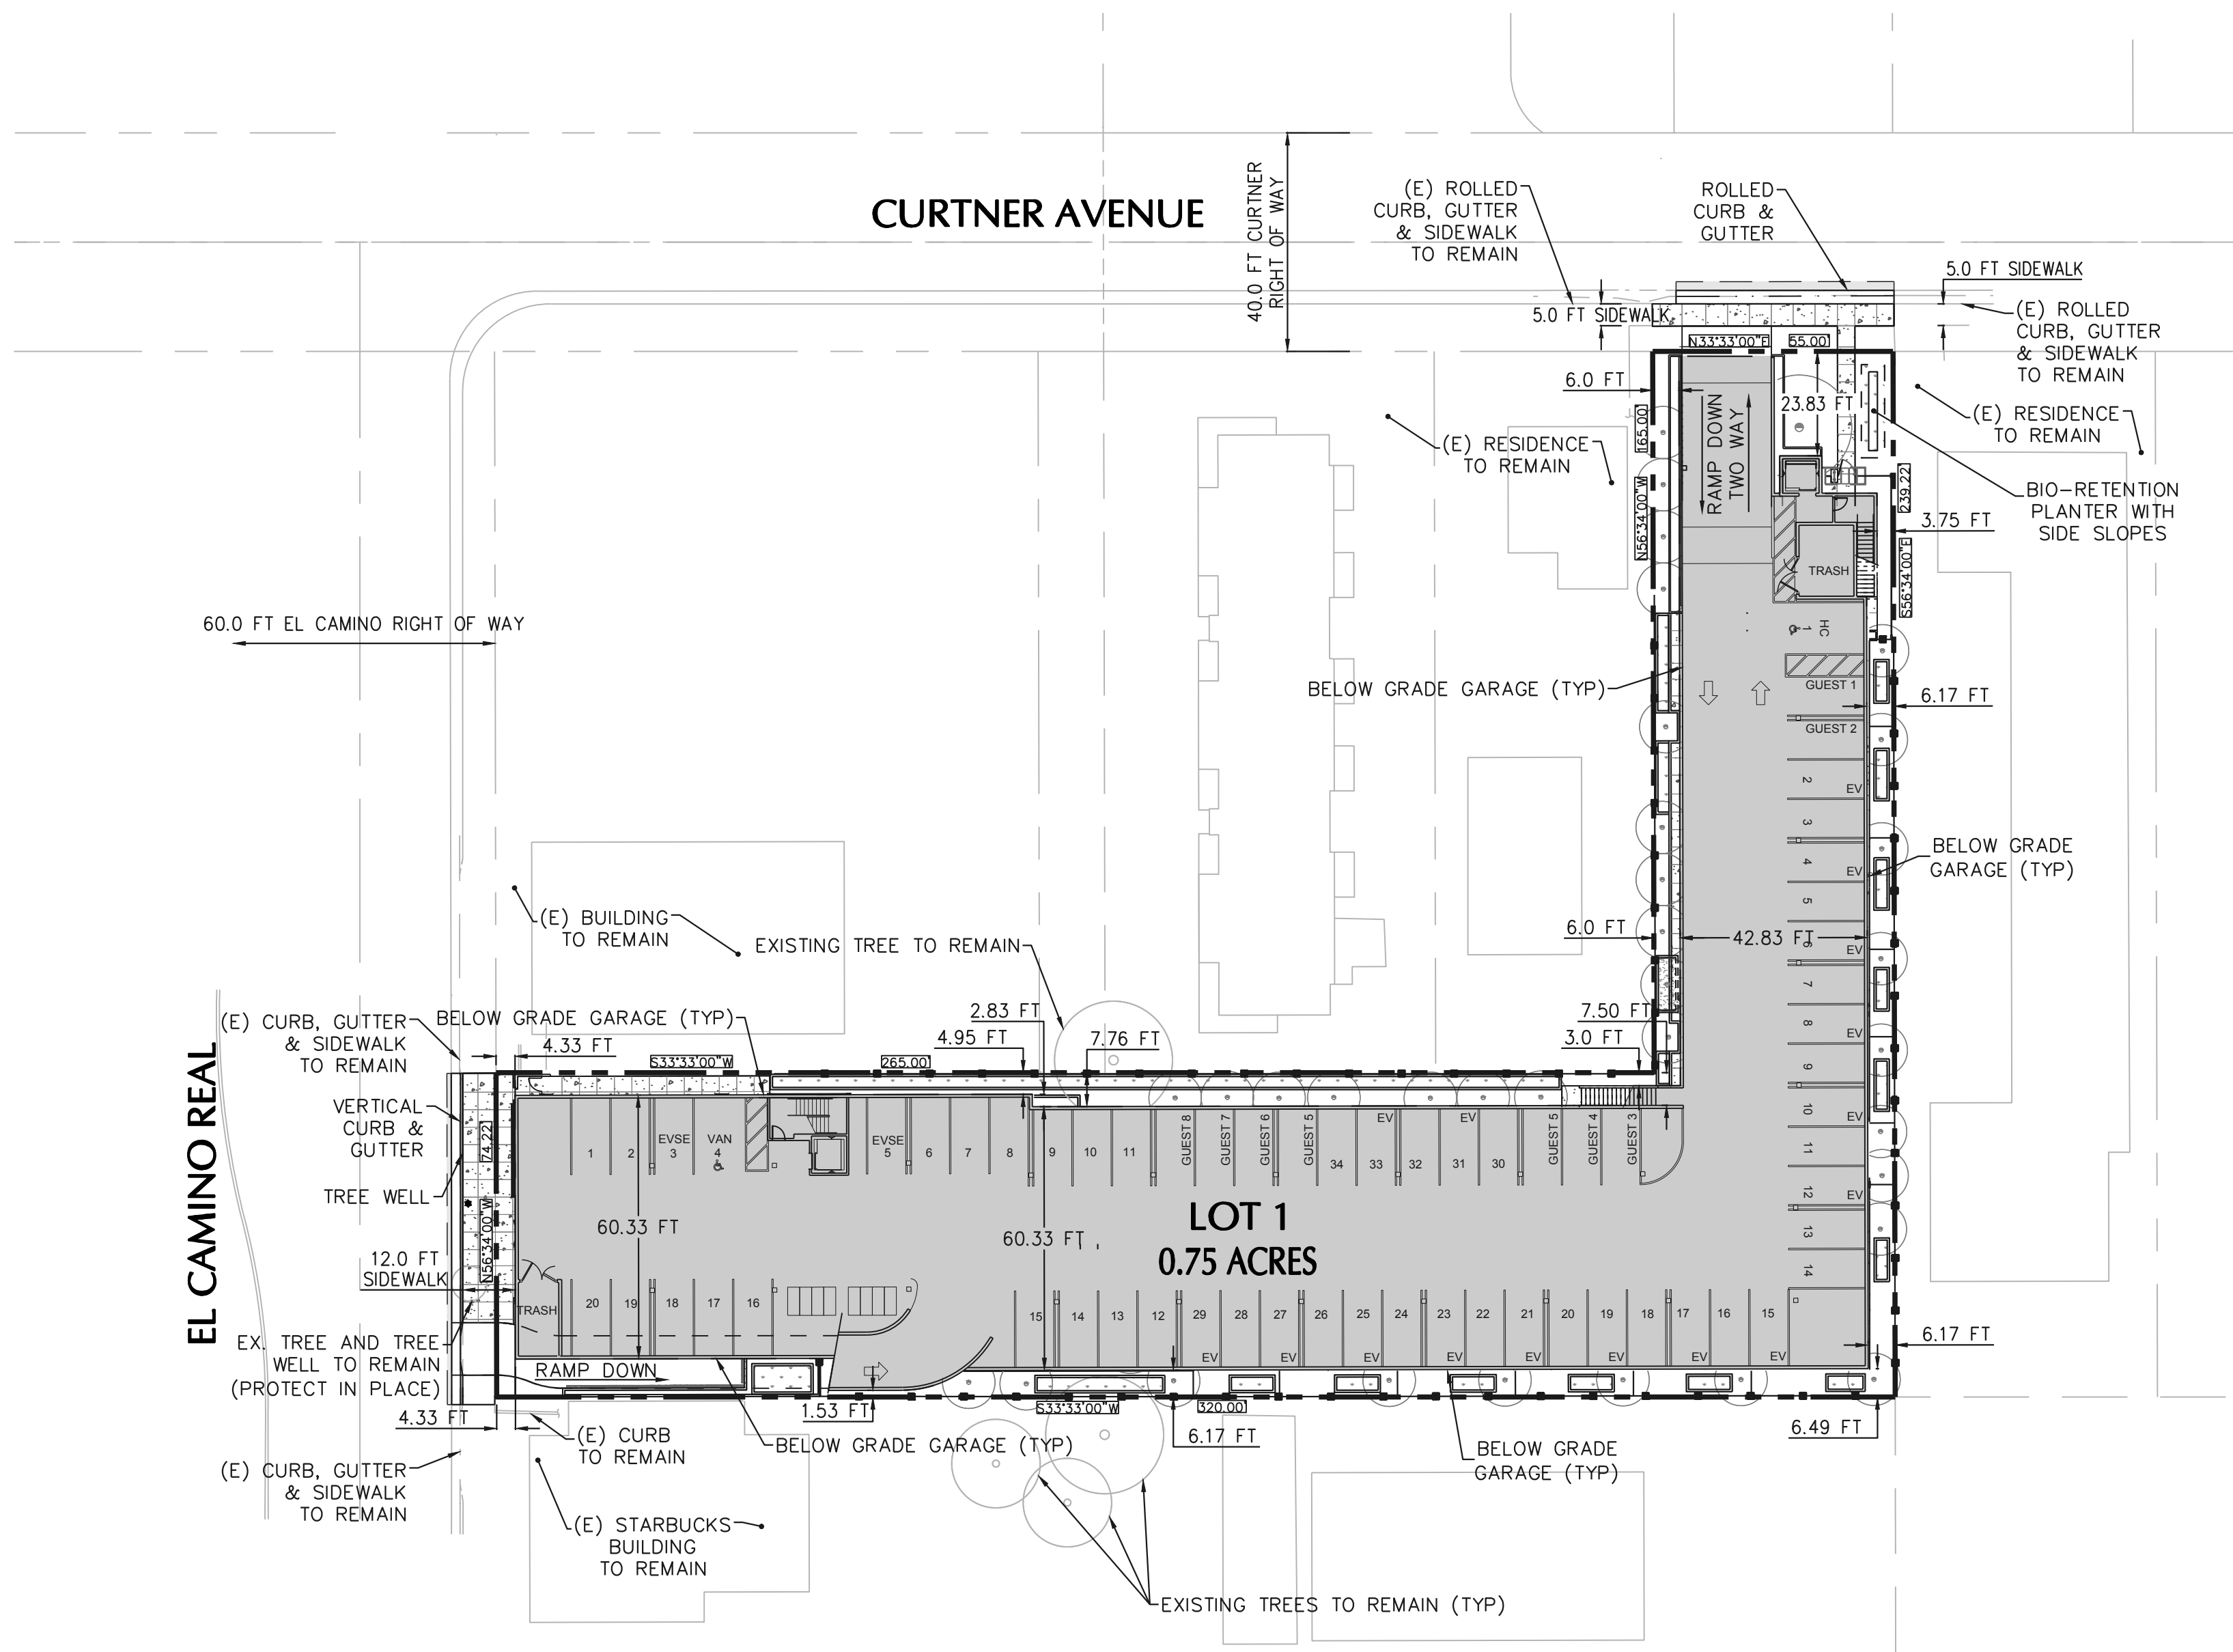 CURTNER AVENUE
40.0 FT CURTNER
RIGHT OF WAY
(E) ROLLED
CURB, GUTTER
& SIDEWALK
TO REMAIN
ROLLED
CURB &
GUTTER
5.0 FT SIDEWALK
5.0 FT SIDEWALK
(E) ROLLED
CURB, GUTTER
& SIDEWALK
TO REMAIN
N33°33'00"E
55.00'
6.0 FT
23.83 FT
RAMP DOWN
TWO WAY
165.00'
N56°34'00"W
(E) RESIDENCE
TO REMAIN
(E) RESIDENCE
TO REMAIN
BIO-RETENTION
PLANTER WITH
SIDE SLOPES
239.22'
3.75 FT
S56°34'00"E
TRASH
HC
1
60.0 FT EL CAMINO RIGHT OF WAY
BELOW GRADE GARAGE (TYP)
GUEST 1
6.17 FT
GUEST 2
2
EV
3
4
EV
5
6
EV
7
8
EV
9
10
EV
11
12
EV
13
14
BELOW GRADE
GARAGE (TYP)
6.0 FT
42.83 FT
(E) BUILDING
TO REMAIN
EXISTING TREE TO REMAIN
EL CAMINO REAL
(E) CURB, GUTTER
& SIDEWALK
TO REMAIN
BELOW GRADE GARAGE (TYP)
4.33 FT
S33°33'00"W
265.00'
2.83 FT
4.95 FT
7.76 FT
7.50 FT
3.0 FT
VERTICAL
CURB &
GUTTER
74.22'
N56°34'00"W
TREE WELL
12.0 FT
SIDEWALK
1
2
EVSE
3
VAN
4
EVSE
5
6
7
8
9
10
11
GUEST 8
GUEST 7
GUEST 6
GUEST 5
34
EV
33
32
EV
31
30
GUEST 5
GUEST 4
GUEST 3
60.33 FT
60.33 FT
LOT 1
0.75 ACRES
TRASH
20
19
18
17
16
15
14
13
12
29
EV
28
27
EV
26
25
EV
24
23
EV
22
21
EV
20
19
EV
18
17
EV
16
15
EV
EX. TREE AND TREE
WELL TO REMAIN
(PROTECT IN PLACE)
RAMP DOWN
6.17 FT
4.33 FT
(E) CURB
TO REMAIN
1.53 FT
BELOW GRADE GARAGE (TYP)
S33°33'00"W
320.00'
6.17 FT
6.49 FT
BELOW GRADE
GARAGE (TYP)
(E) CURB, GUTTER
& SIDEWALK
TO REMAIN
(E) STARBUCKS
BUILDING
TO REMAIN
EXISTING TREES TO REMAIN (TYP)